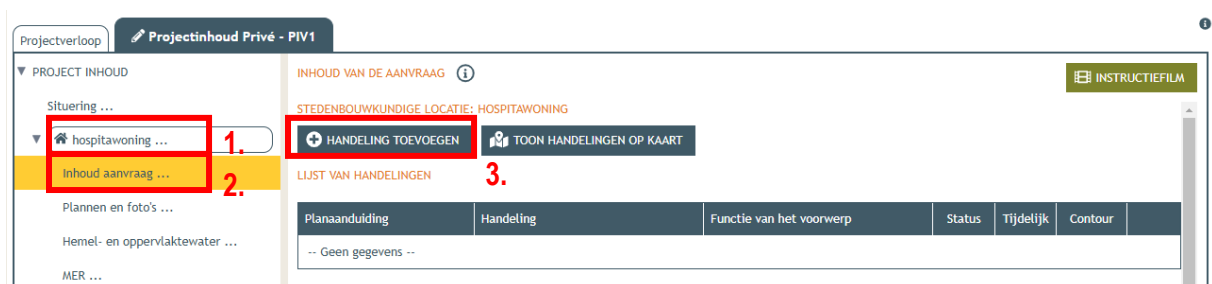 Projectverloop
Projectinhoud Privé - PIV1
PROJECT INHOUD
Situering ...
hospitawoning ...
1.
Inhoud aanvraag ...
2.
Plannen en foto's ...
Hemel- en oppervlaktewater ...
MER ...
INHOUD VAN DE AANVRAAG
INSTRUCTIEFILM
STEDENBOUWKUNDIGE LOCATIE: HOSPITAWONING
HANDELING TOEVOEGEN
TOON HANDELINGEN OP KAART
3.
LIJST VAN HANDELINGEN
Planaanduiding Handeling Functie van het voorwerp Status Tijdelijk Contour
-- Geen gegevens --